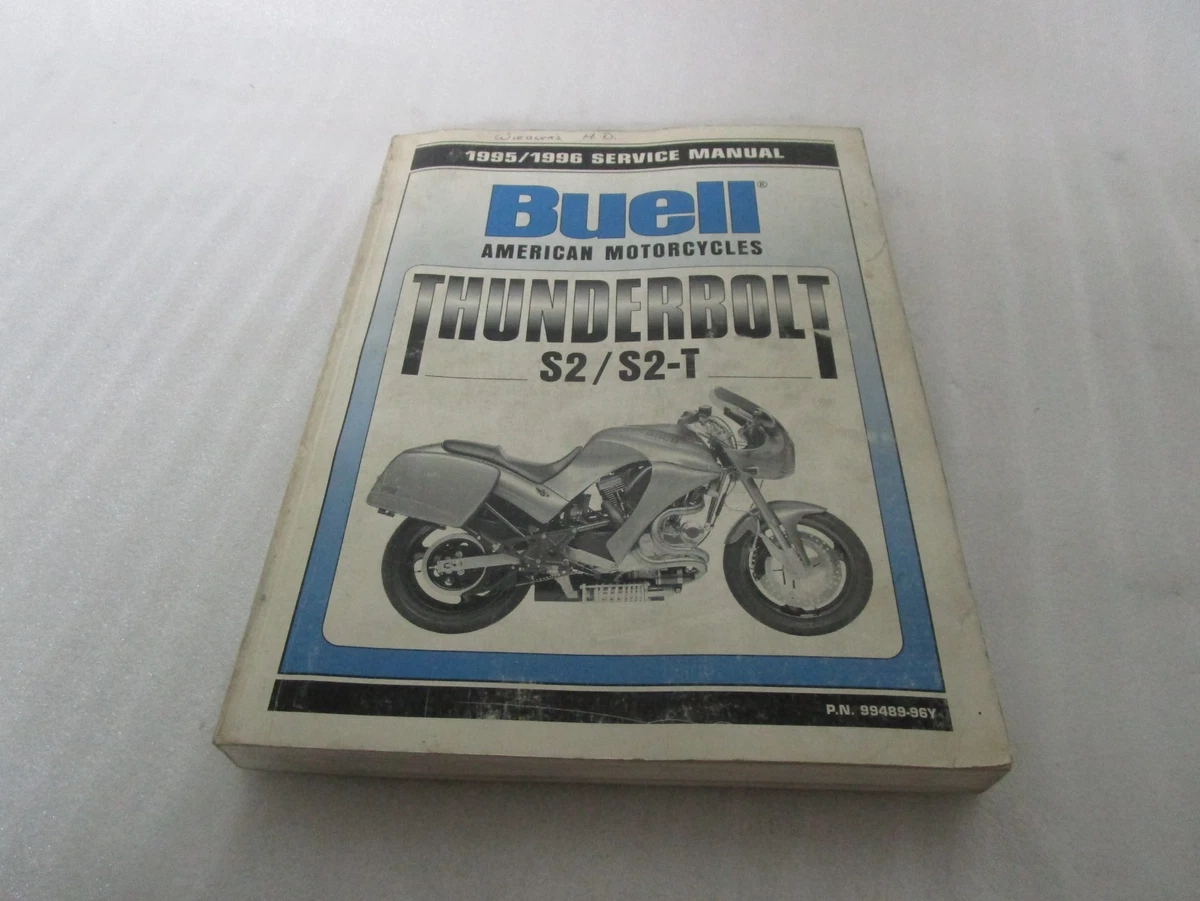 H.D.
1995/1996 SERVICE MANUAL
Buell®
AMERICAN MOTORCYCLES
THUNDERBOLT
S2/S2-T
P.N. 99489-96Y